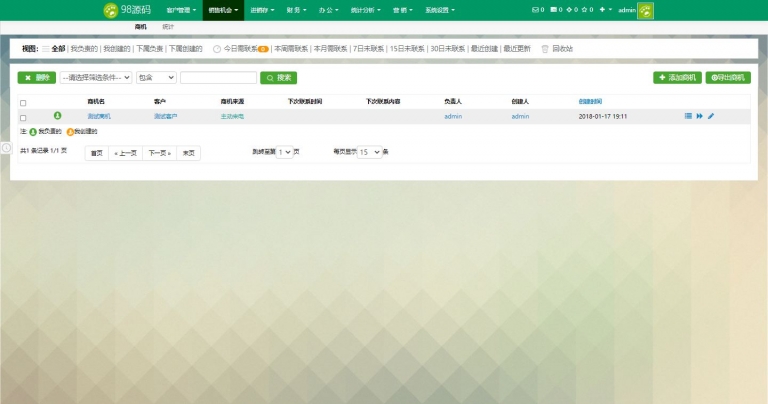 98源码 客户管理 销售机会 进销存 财务 办公 统计分析 营销 系统设置 0 0 0 0 admin
商机 统计
视图: 全部 | 我负责的 | 我创建的 | 下属负责 | 下属创建的 今日需联系 0 | 本周需联系 | 本月需联系 | 7日未联系 | 15日未联系 | 30日未联系 | 最近创建 | 最近更新 回收站
删除 --请选择筛选条件-- 包含 搜索 添加商机 导出商机
商机名 客户 商机来源 下次联系时间 下次联系内容 负责人 创建人 创建时间
测试商机 测试客户 主动来电 admin admin 2018-01-17 19:11
注: 我负责的 我创建的
共1 条记录 1/1 页 首页 « 上一页 下一页 » 末页 跳转至第 1 页 每页显示 15 条